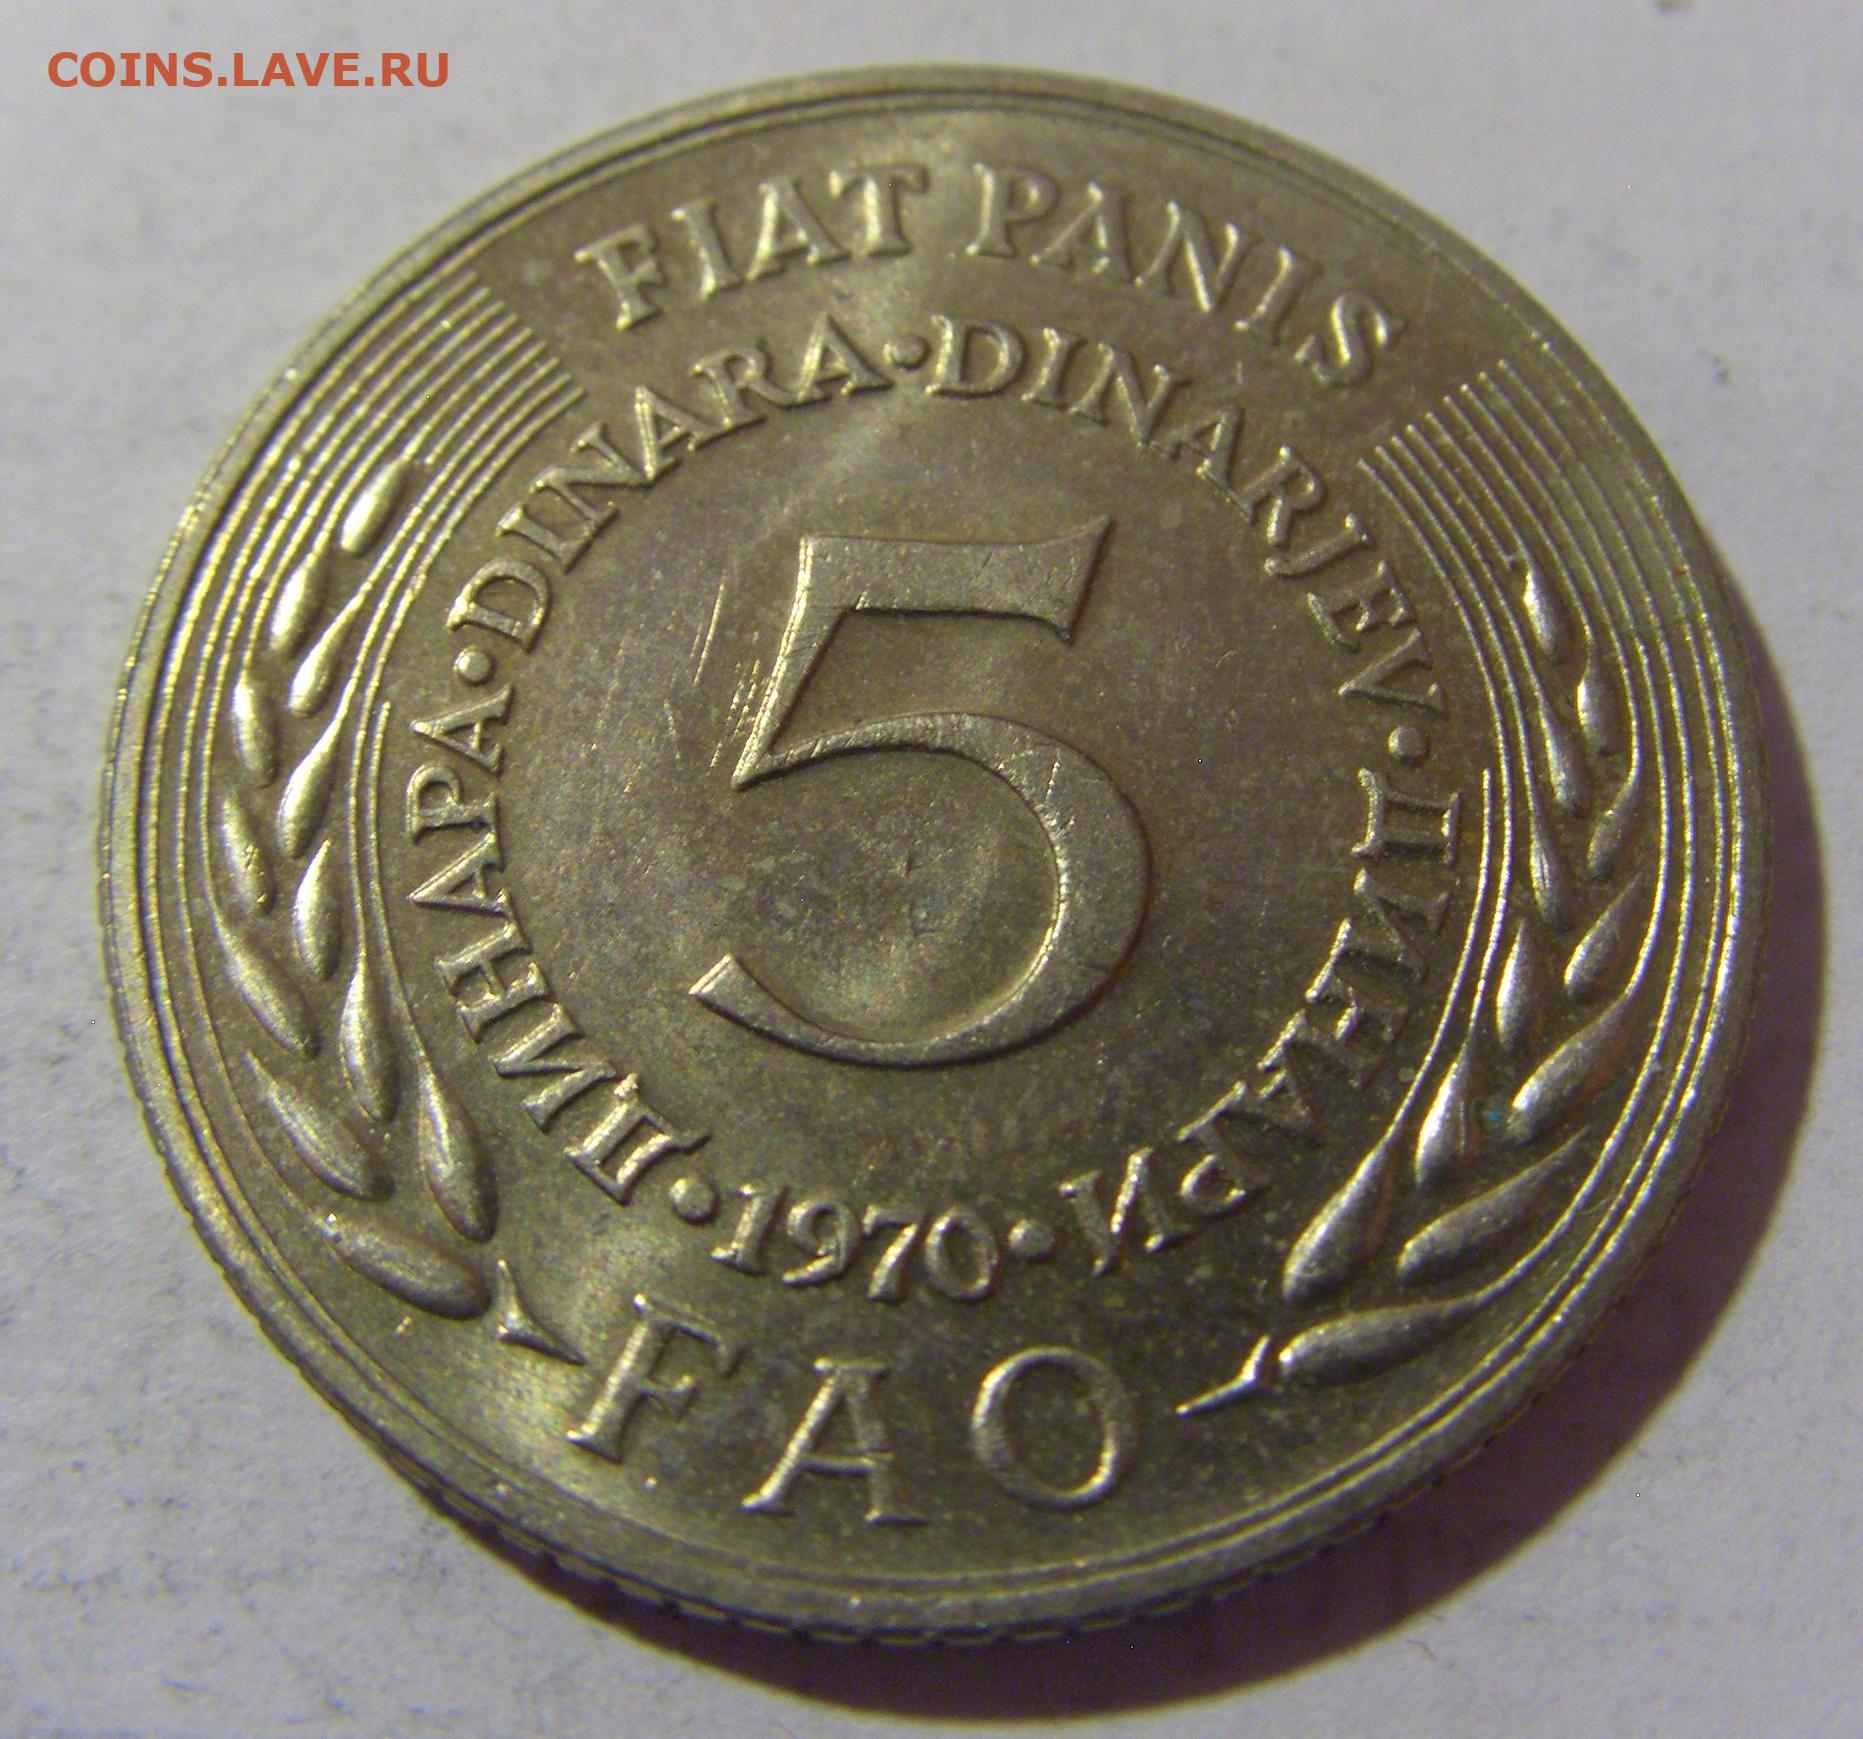 COINS.LAVE.RU
FIAT PANIS
ДИНАРА • DINARA • DINARJEV • ДИНАРИ • 1970 •
5
FAO